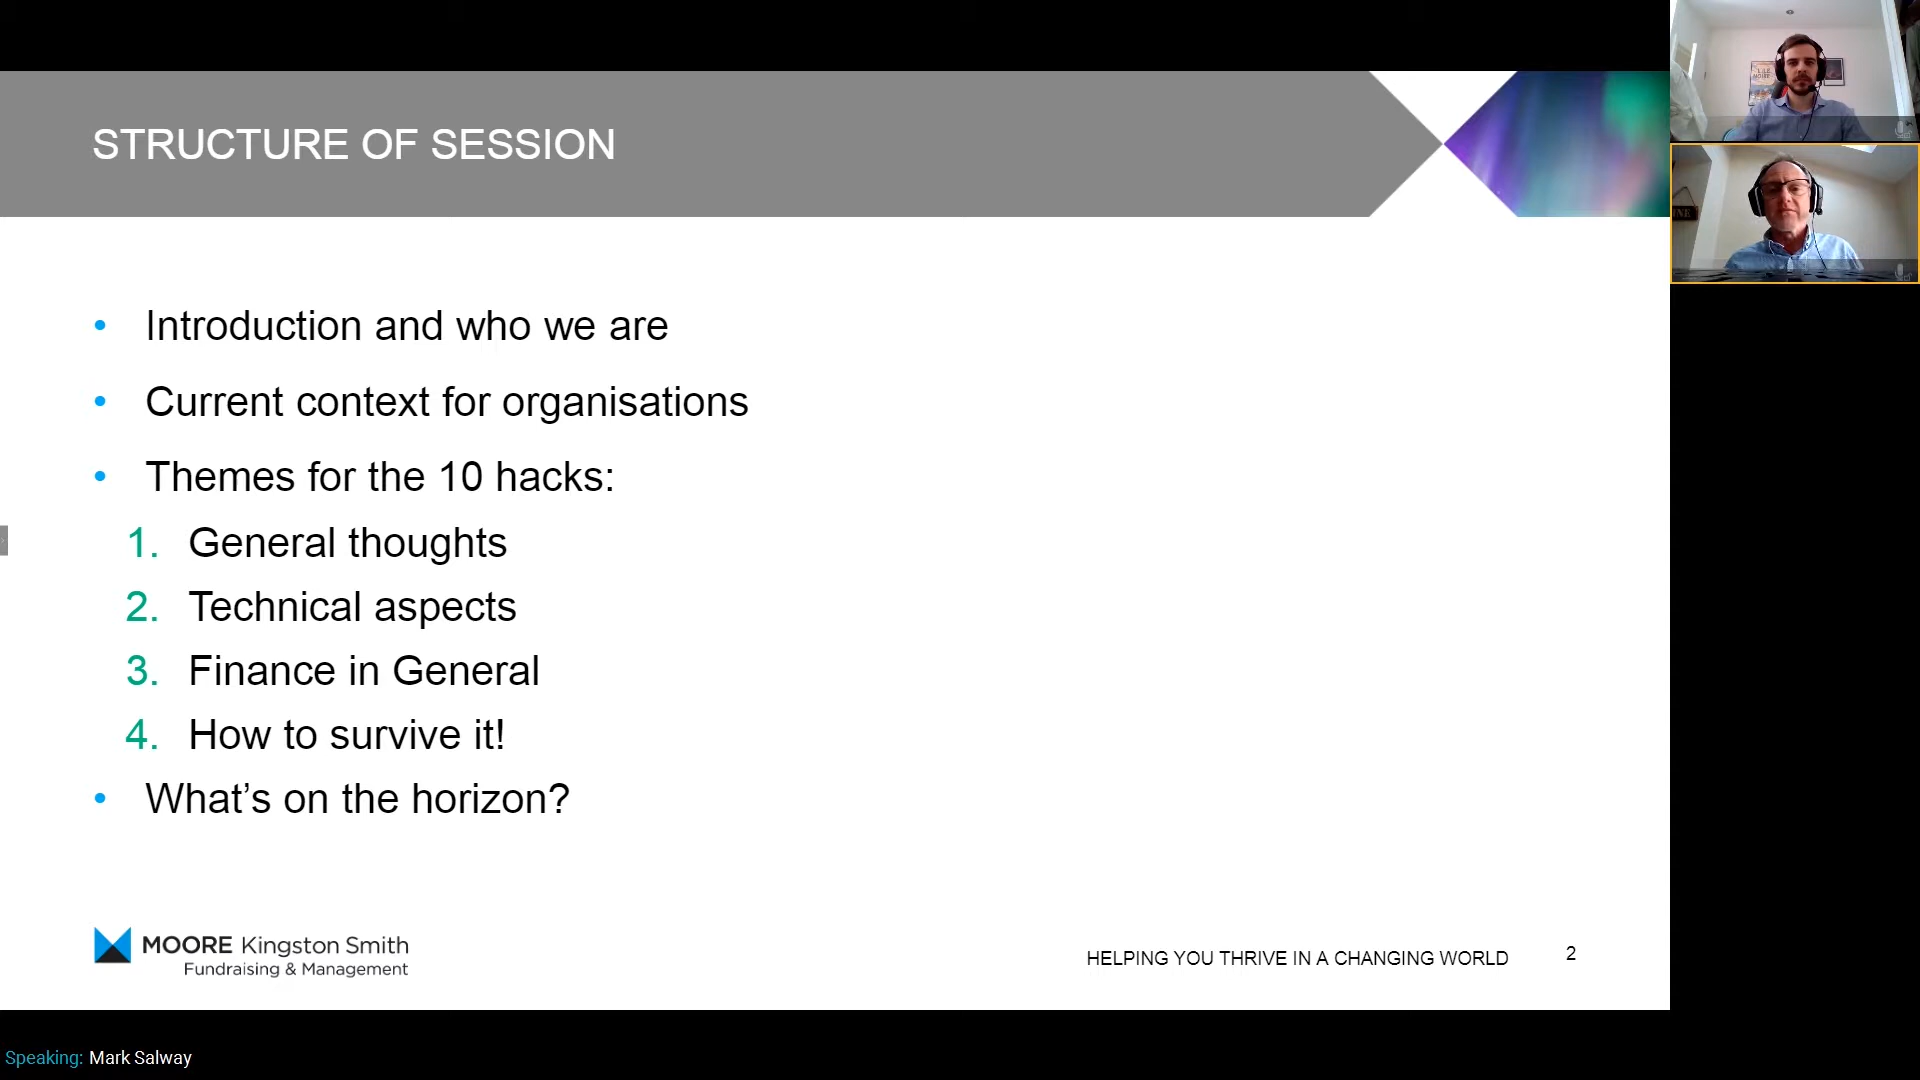 STRUCTURE OF SESSION
• Introduction and who we are
• Current context for organisations
• Themes for the 10 hacks:
1. General thoughts
2. Technical aspects
3. Finance in General
4. How to survive it!
• What’s on the horizon?
MOORE Kingston Smith
Fundraising & Management
HELPING YOU THRIVE IN A CHANGING WORLD
2
Speaking: Mark Salway